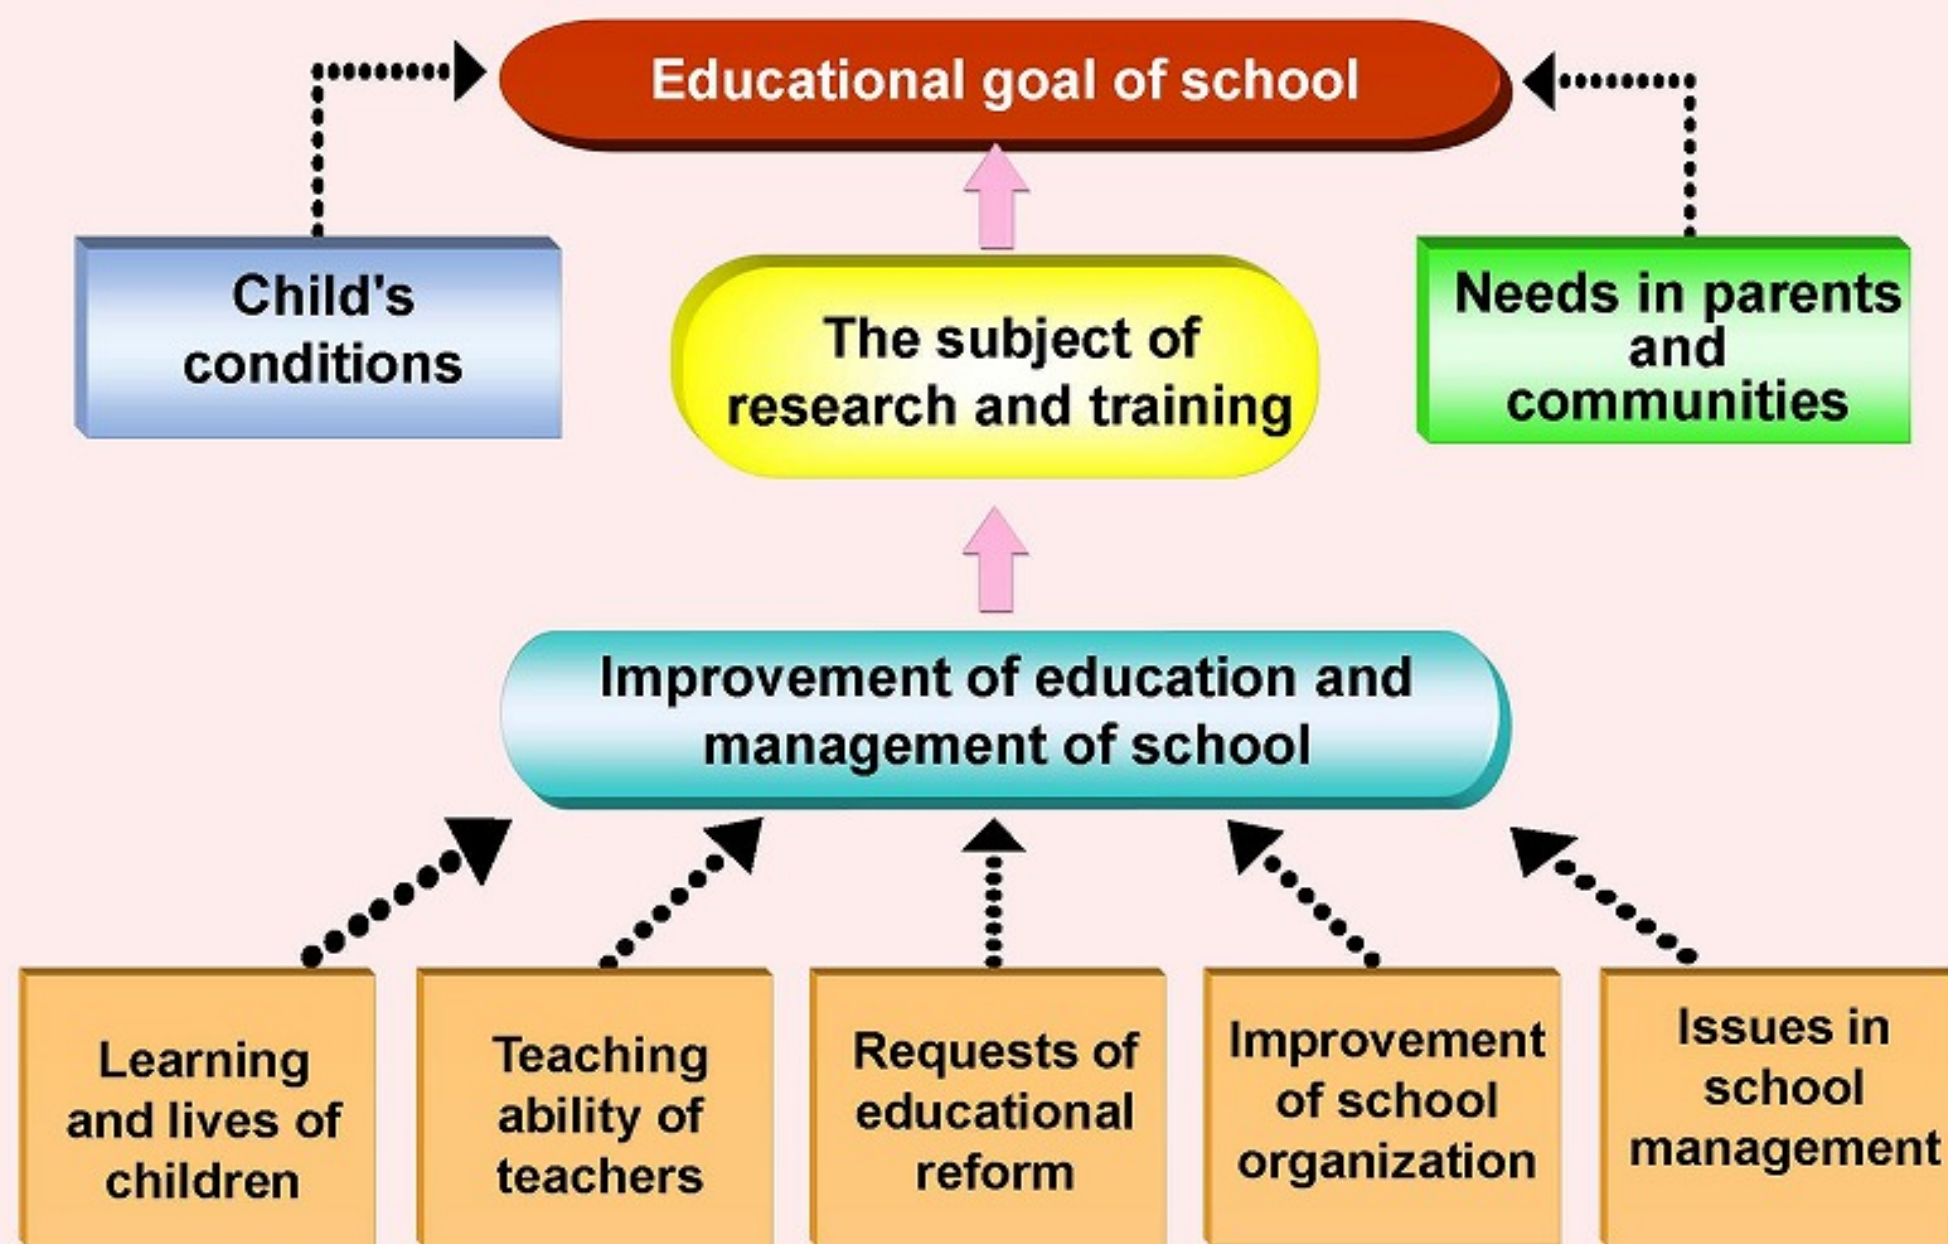 Educational goal of school
Child's
conditions
The subject of
research and training
Needs in parents
and
communities
Improvement of education and
management of school
Learning
and lives of
children
Teaching
ability of
teachers
Requests of
educational
reform
Improvement
of school
organization
Issues in
school
management